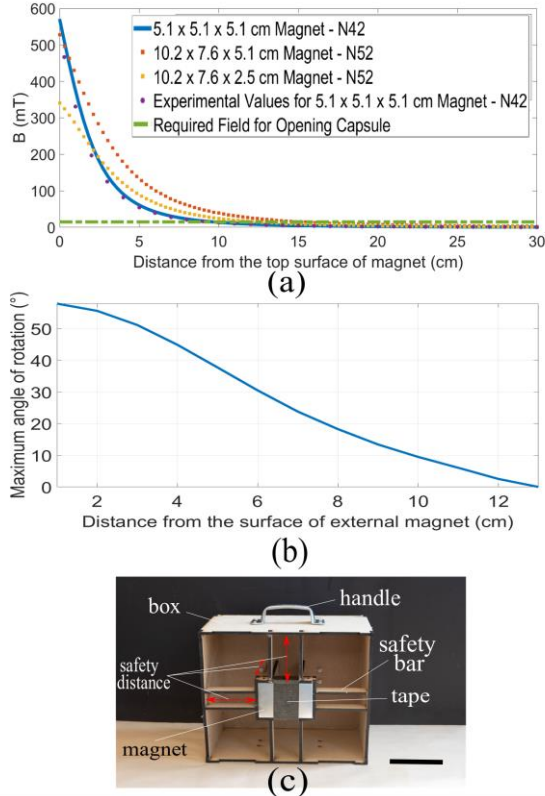 600
500
400
300
200
100
0
B (mT)
5.1 x 5.1 x 5.1 cm Magnet - N42
10.2 x 7.6 x 5.1 cm Magnet - N52
10.2 x 7.6 x 2.5 cm Magnet - N52
Experimental Values for 5.1 x 5.1 x 5.1 cm Magnet - N42
Required Field for Opening Capsule
0 5 10 15 20 25 30
Distance from the top surface of magnet (cm)
(a)
Maximum angle of rotation (°)
50
40
30
20
10
0
2 4 6 8 10 12
Distance from the surface of external magnet (cm)
(b)
box
handle
safety
bar
safety
distance
tape
magnet
(c)